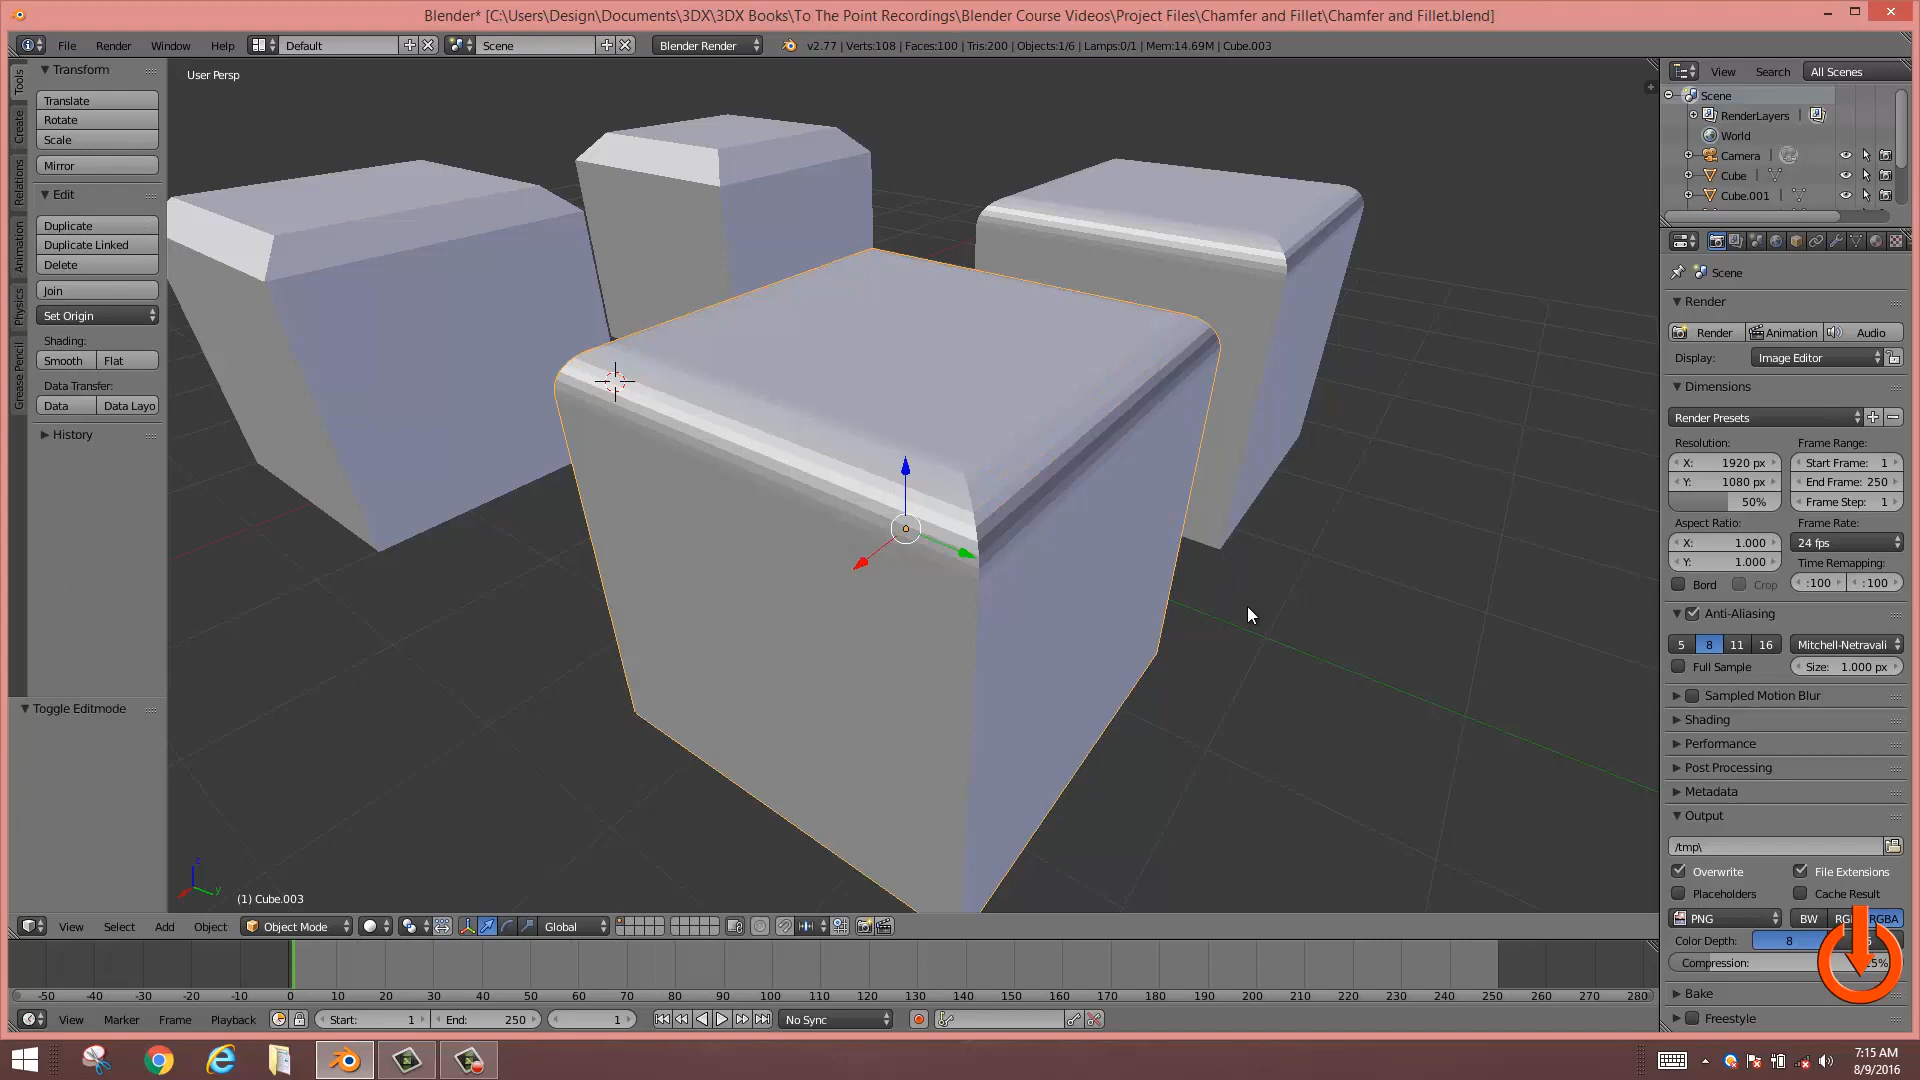 Blender* [C:\Users\Design\Documents\3DX\3DX Books\To The Point Recordings\Blender Course Videos\Project Files\Chamfer and Fillet\Chamfer and Fillet.blend]
File Render Window Help Default Scene Blender Render v2.77 | Verts:108 | Faces:100 | Tris:200 | Objects:1/6 | Lamps:0/1 | Mem:14.69M | Cube.003
Tools
Create
Relations
Animation
Physics
Grease Pencil
Transform
Translate
Rotate
Scale
Mirror
Edit
Duplicate
Duplicate Linked
Delete
Join
Set Origin
Shading:
Smooth Flat
Data Transfer:
Data Data Layo
History
Toggle Editmode
User Persp
z
y
(1) Cube.003
View Select Add Object Object Mode Global
View Search All Scenes
Scene
RenderLayers |
World
Camera |
Cube |
Cube.001 |
Scene
Render
Render Animation Audio
Display: Image Editor
Dimensions
Render Presets
Resolution: Frame Range:
X: 1920 px Start Frame: 1
Y: 1080 px End Frame: 250
50% Frame Step: 1
Aspect Ratio: Frame Rate:
X: 1.000 24 fps
Y: 1.000 Time Remapping:
Bord Crop :100 :100
Anti-Aliasing
5 8 11 16 Mitchell-Netravali
Full Sample Size: 1.000 px
Sampled Motion Blur
Shading
Performance
Post Processing
Metadata
Output
/tmp\
Overwrite File Extensions
Placeholders Cache Result
PNG BW RGBA
Color Depth: 8
Compression:
Bake
Freestyle
-50 -40 -30 -20 -10 0 10 20 30 40 50 60 70 80 90 100 110 120 130 140 150 160 170 180 190 200 210 220 230 240 250 260 270 280
View Marker Frame Playback Start: 1 End: 250 1 No Sync
7:15 AM
8/9/2016